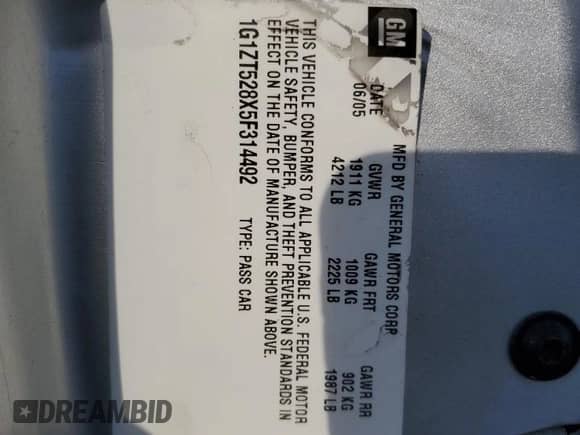 GM
MFD BY GENERAL MOTORS CORP
DATE GVWR GAWR FRT GAWR RR
06/05 1911 KG 1009 KG 902 KG
4212 LB 2225 LB 1987 LB
THIS VEHICLE CONFORMS TO ALL APPLICABLE U.S. FEDERAL MOTOR
VEHICLE SAFETY, BUMPER, AND THEFT PREVENTION STANDARDS IN
EFFECT ON THE DATE OF MANUFACTURE SHOWN ABOVE.
1G1ZT528X5F314492 TYPE: PASS CAR
DREAMBID